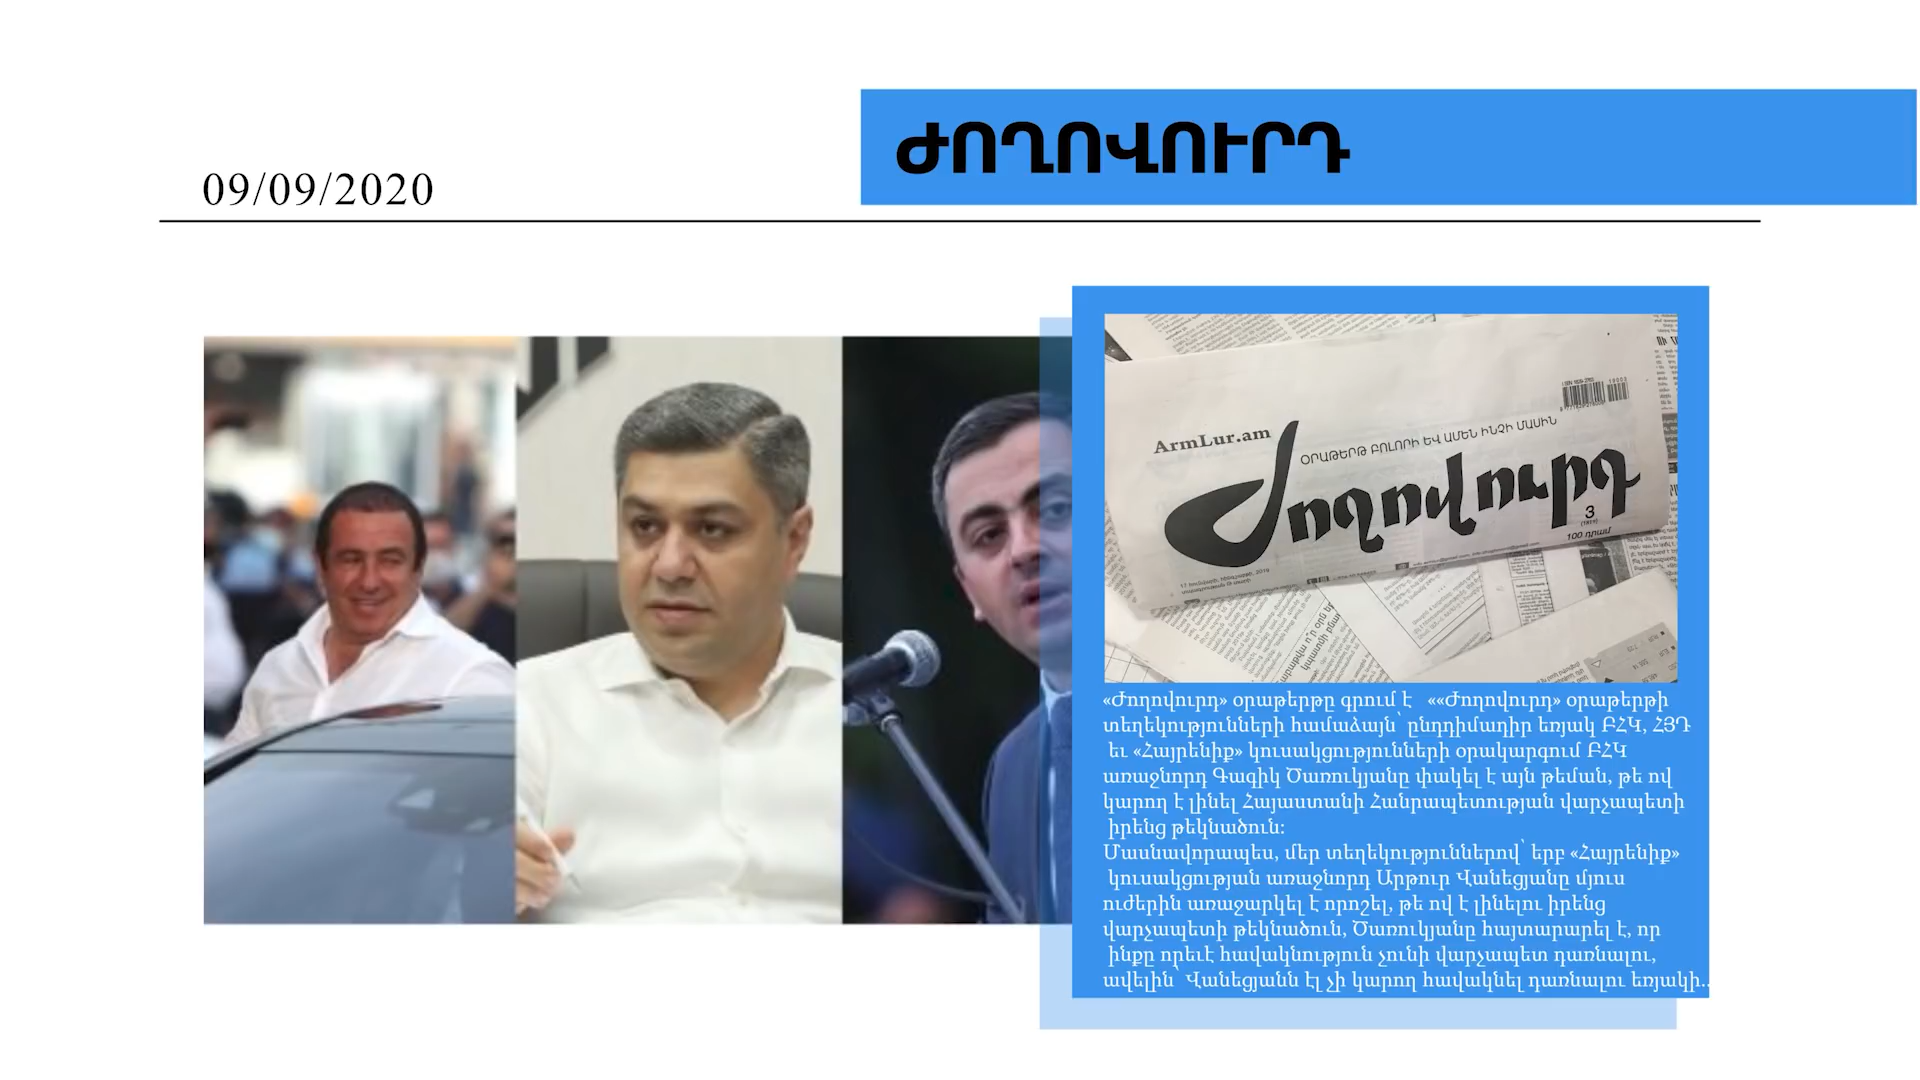 09/09/2020
ԺՈՂՈՎՈՒՐԴ
ArmLur.am
ՕՐԱԹԵՐԹ ԲՈԼՈՐԻ ԵՎ ԱՄԵՆ ԻՆՉԻ ՄԱՍԻՆ
Ժողովուրդ
3
100 դրամ
«Ժողովուրդ» օրաթերթը գրում է ««Ժողովուրդ» օրաթերթի
տեղեկությունների համաձայն՝ ընդդիմադիր եռյակ ԲՀԿ, ՀՅԴ
եւ «Հայրենիք» կուսակցությունների օրակարգում ԲՀԿ
առաջնորդ Գագիկ Ծառուկյանը փակել է այն թեման, թե ով
կարող է լինել Հայաստանի Հանրապետության վարչապետի
իրենց թեկնածուն:
Մասնավորապես, մեր տեղեկություններով՝ երբ «Հայրենիք»
կուսակցության առաջնորդ Արթուր Վանեցյանը մյուս
ուժերին առաջարկել է որոշել, թե ով է լինելու իրենց
վարչապետի թեկնածուն, Ծառուկյանը հայտարարել է, որ
ինքը որեւէ հավակնություն չունի վարչապետ դառնալու,
ավելին՝ Վանեցյանն էլ չի կարող հավակնել դառնալու եռյակի..